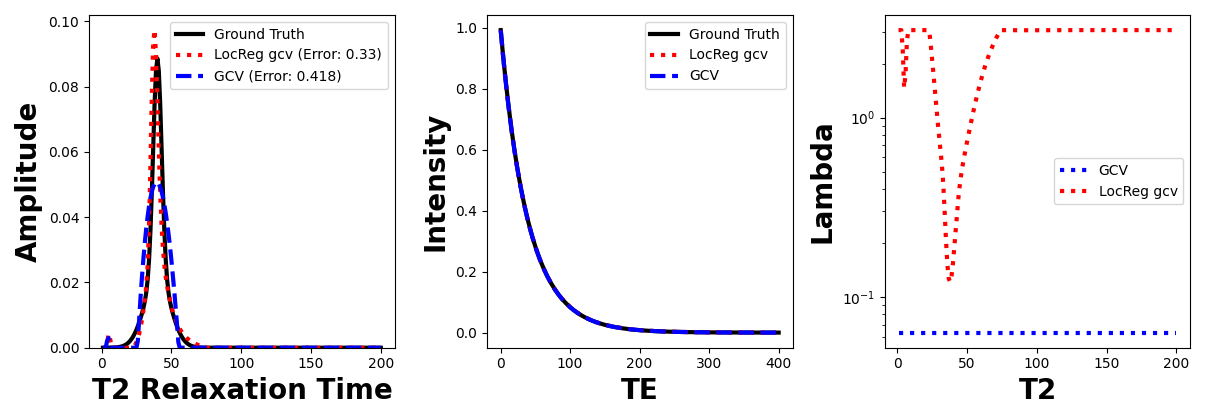 Amplitude
0.10
0.08
0.06
0.04
0.02
0.00
0
50
100
150
200
T2 Relaxation Time
Ground Truth
LocReg gcv (Error: 0.33)
GCV (Error: 0.418)
Intensity
1.0
0.8
0.6
0.4
0.2
0.0
0
100
200
300
400
TE
Ground Truth
LocReg gcv
GCV
Lambda
10⁰
10⁻¹
0
50
100
150
200
T2
GCV
LocReg gcv